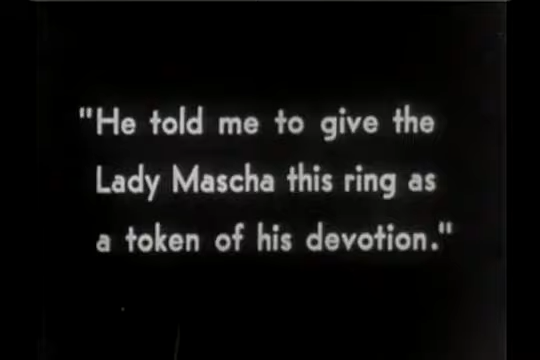 "He told me to give the
Lady Mascha this ring as
a token of his devotion."